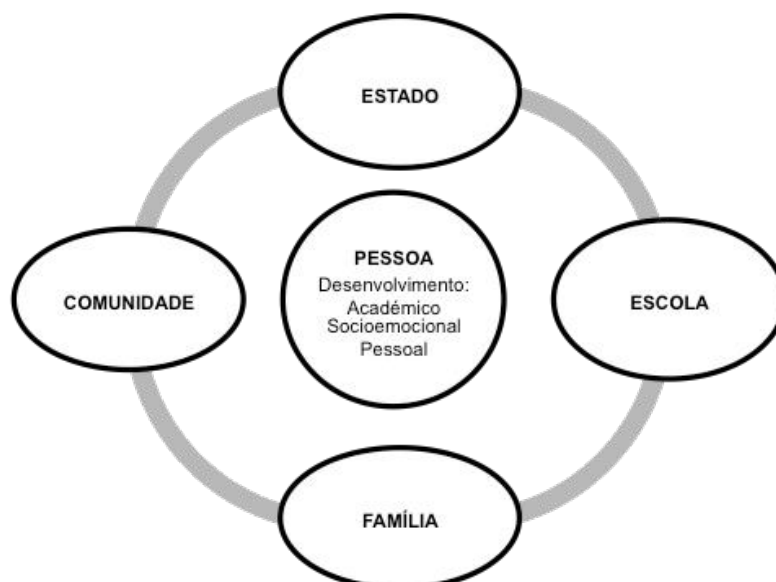 ESTADO
COMUNIDADE
PESSOA
Desenvolvimento:
Académico
Socioemocional
Pessoal
ESCOLA
FAMÍLIA